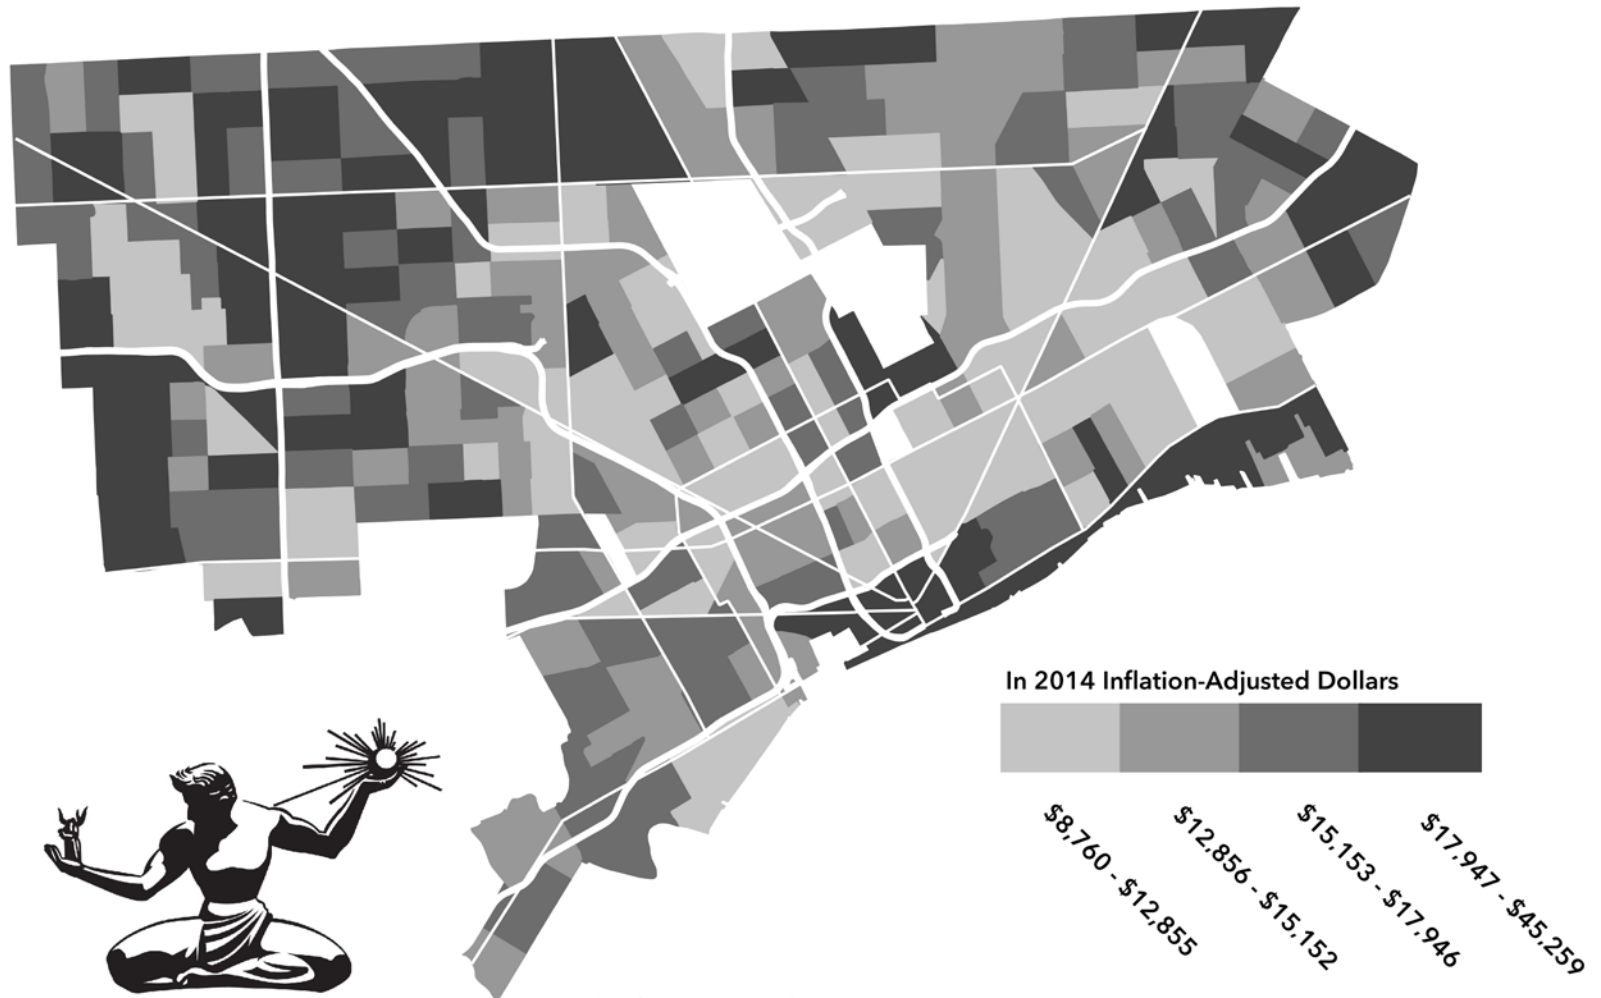 In 2014 Inflation-Adjusted Dollars
$8,760 - $12,855
$12,856 - $15,152
$15,153 - $17,946
$17,947 - $45,259